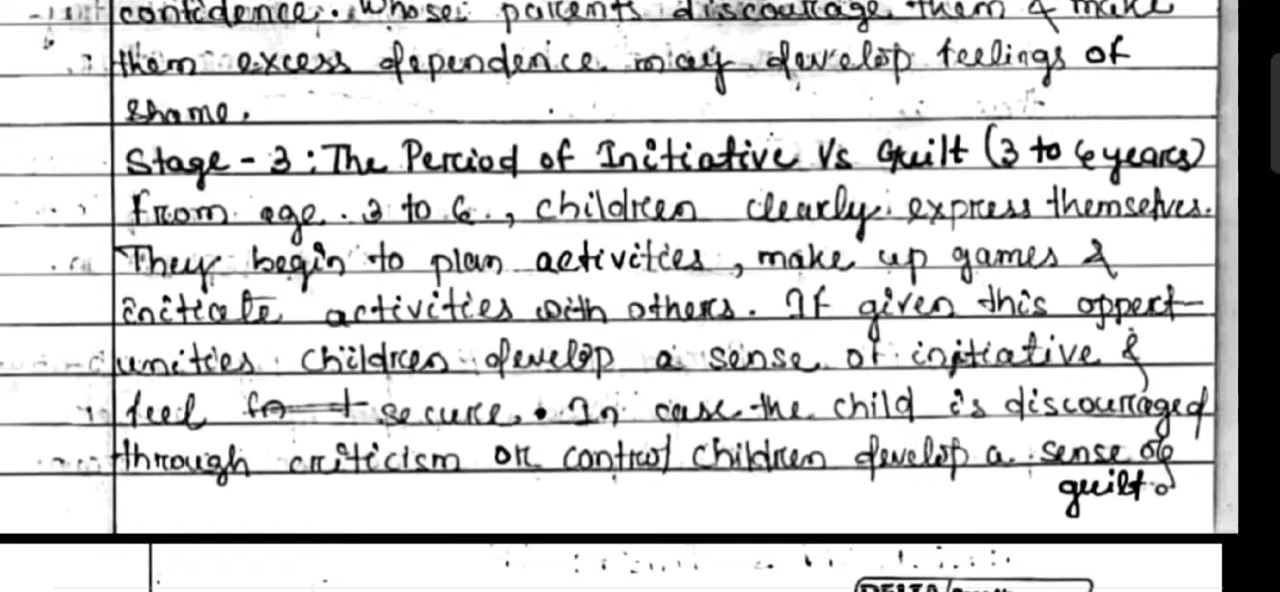 confidence. Whose parents discourage them & make
them excess dependence may develop feelings of
shame.
Stage - 3 : The Period of Initiative Vs Guilt (3 to 6 years)
From age 3 to 6, children clearly express themselves.
They begin to plan activities, make up games &
initiate activities with others. If given this opport-
unities children develop a sense of initiative &
feel secure. In case the child is discouraged
through criticism or control children develop a sense of
guilt.
DELTA